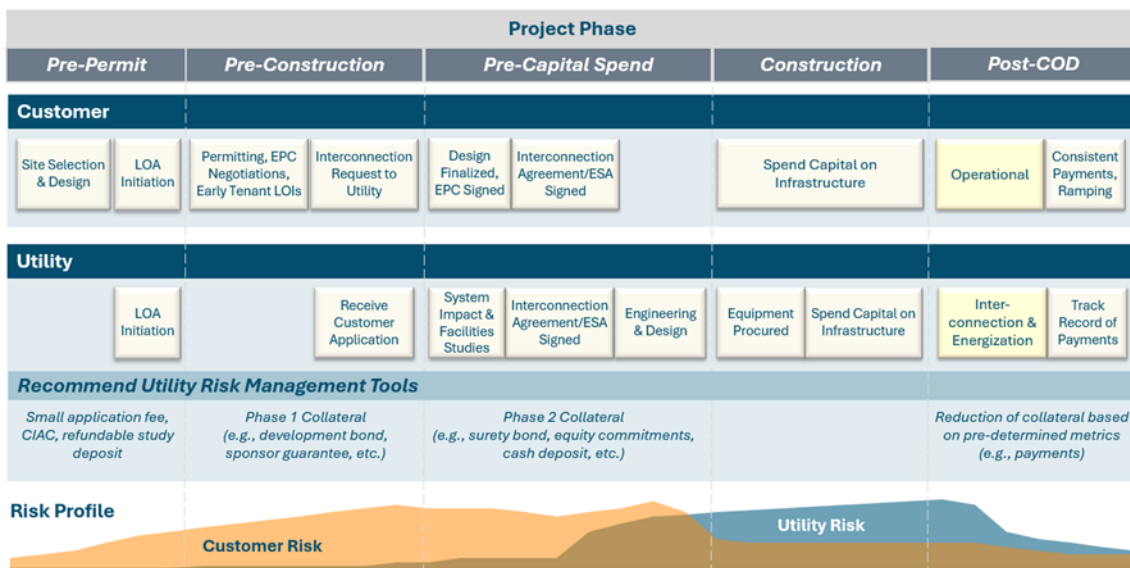 Project Phase
Pre-Permit
Pre-Construction
Pre-Capital Spend
Construction
Post-COD
Customer
Site Selection
& Design
LOA
Initiation
Permitting, EPC
Negotiations,
Early Tenant LOIs
Interconnection
Request to
Utility
Design
Finalized,
EPC Signed
Interconnection
Agreement/ESA
Signed
Spend Capital on
Infrastructure
Operational
Consistent
Payments,
Ramping
Utility
LOA
Initiation
Receive
Customer
Application
System
Impact &
Facilities
Studies
Interconnection
Agreement/ESA
Signed
Engineering
& Design
Equipment
Procured
Spend Capital on
Infrastructure
Inter-
connection &
Energization
Track
Record of
Payments
Recommend Utility Risk Management Tools
Small application fee,
CIAC, refundable study
deposit
Phase 1 Collateral
(e.g., development bond,
sponsor guarantee, etc.)
Phase 2 Collateral
(e.g., surety bond, equity commitments,
cash deposit, etc.)
Reduction of collateral based
on pre-determined metrics
(e.g., payments)
Risk Profile
Customer Risk
Utility Risk